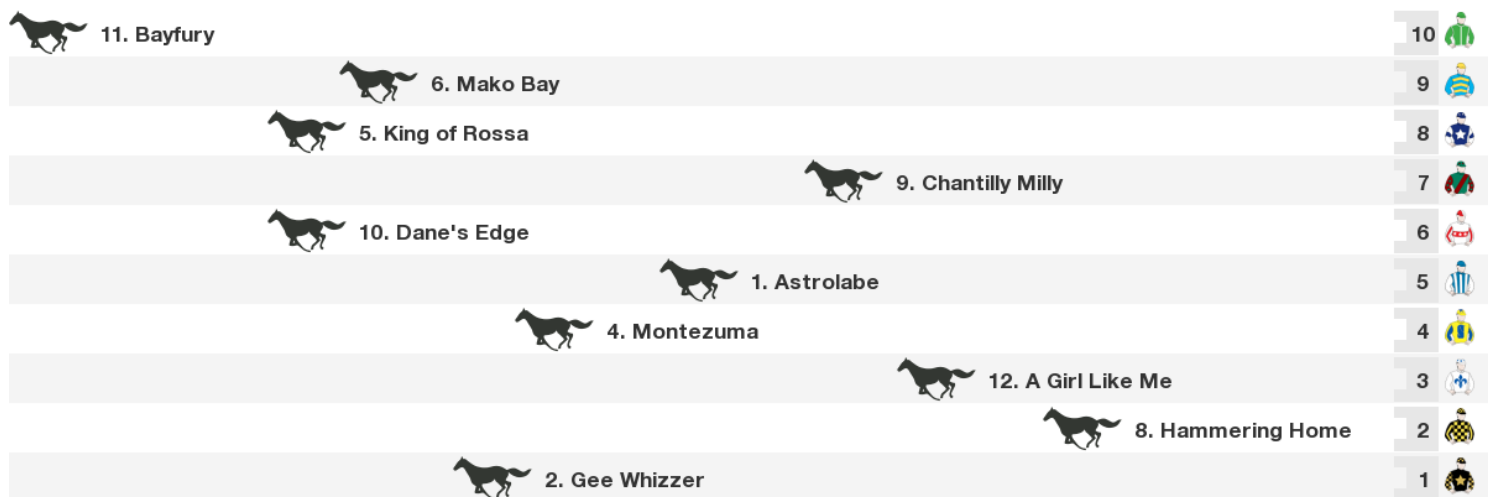 11. Bayfury 10
6. Mako Bay 9
5. King of Rossa 8
9. Chantilly Milly 7
10. Dane's Edge 6
1. Astrolabe 5
4. Montezuma 4
12. A Girl Like Me 3
8. Hammering Home 2
2. Gee Whizzer 1